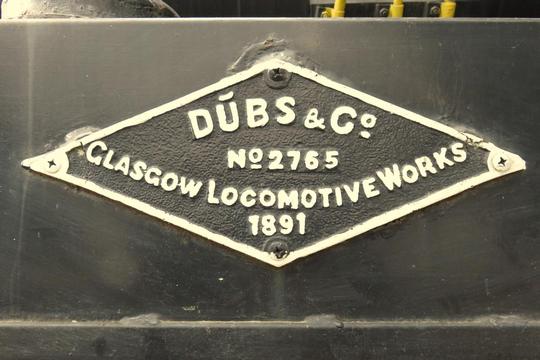 DŪBS & Co
No 2765
GLASGOW LOCOMOTIVE WORKS
1891